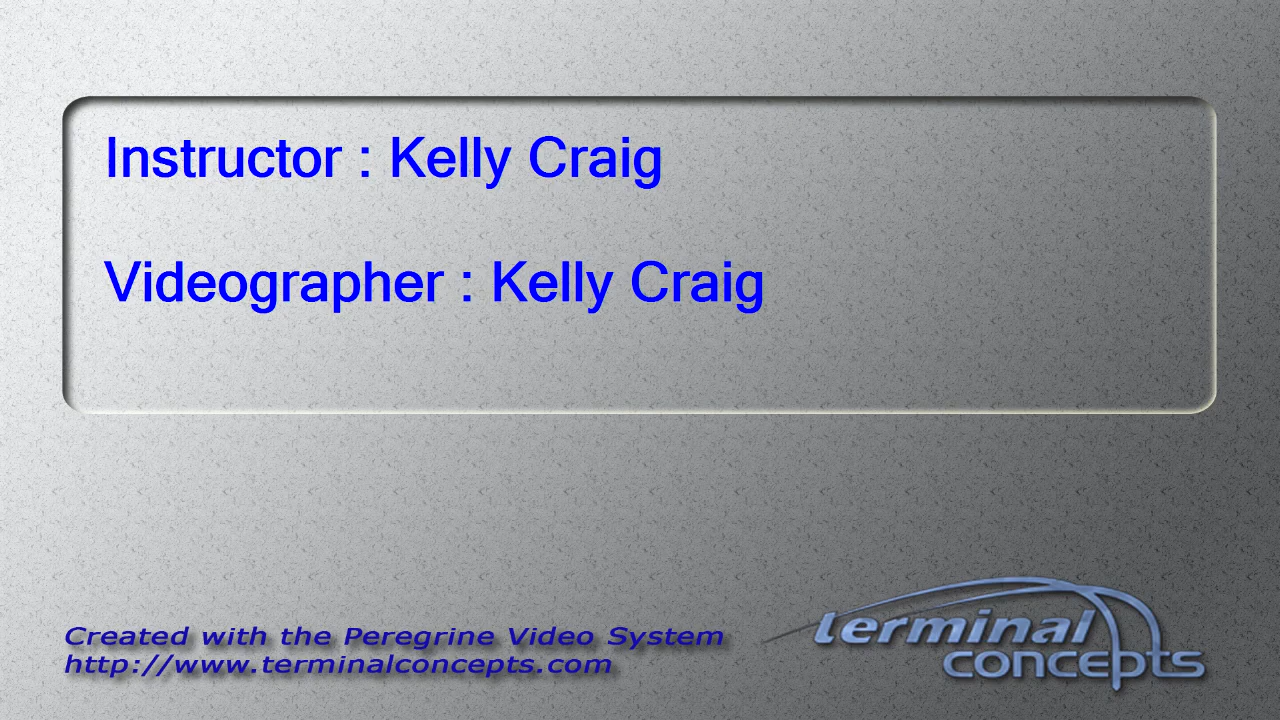 Instructor : Kelly Craig
Videographer : Kelly Craig
Created with the Peregrine Video System
http://www.terminalconcepts.com
terminal
concepts